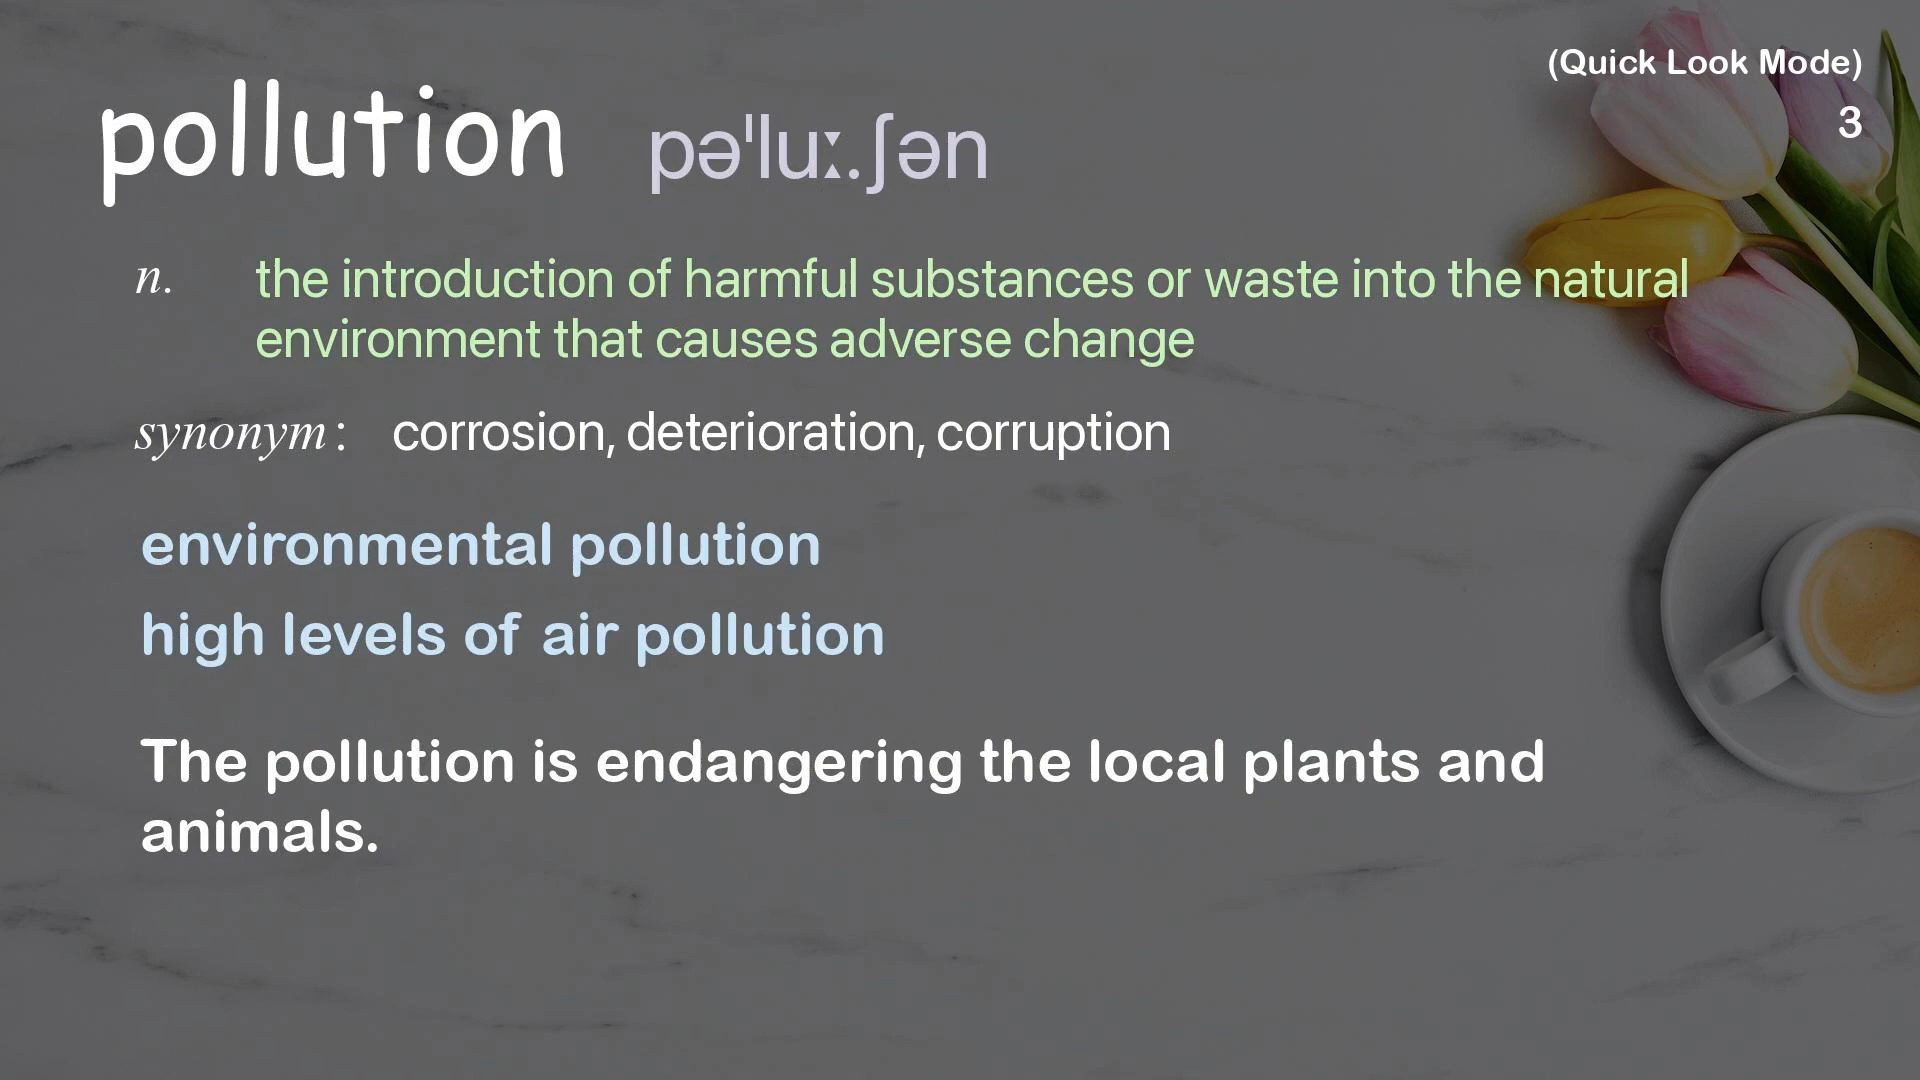 (Quick Look Mode)
3
pollution pəˈluː.ʃən
n. the introduction of harmful substances or waste into the natural
environment that causes adverse change
synonym: corrosion, deterioration, corruption
environmental pollution
high levels of air pollution
The pollution is endangering the local plants and
animals.